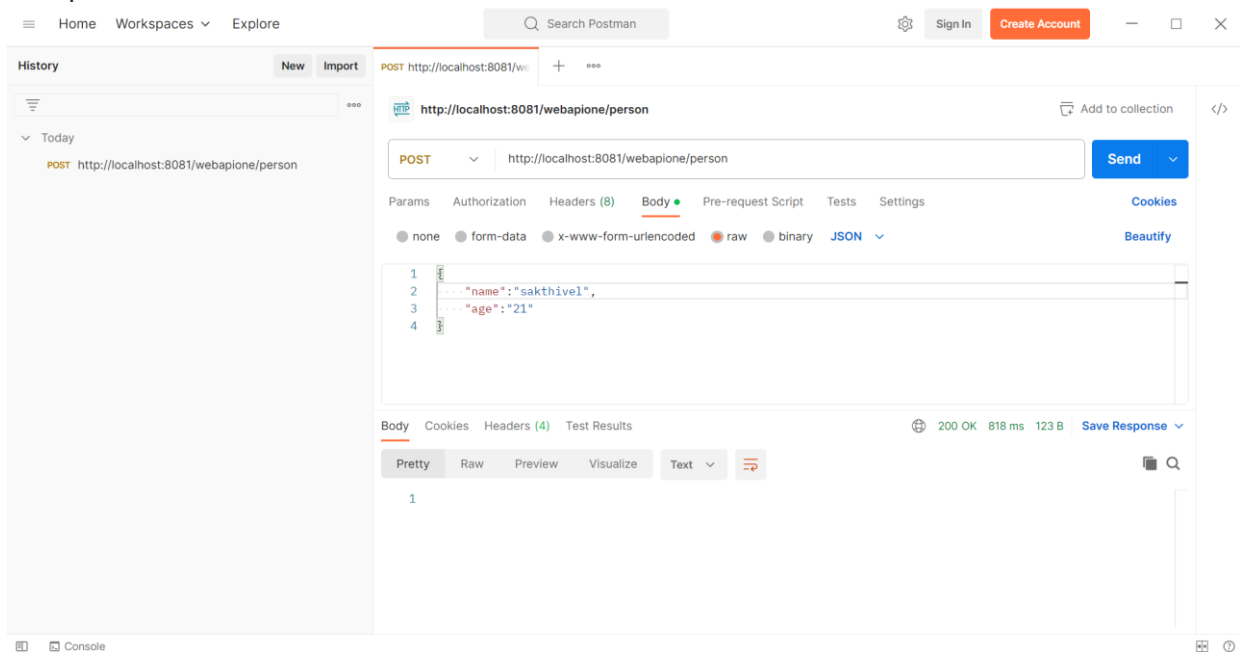 Home Workspaces Explore Search Postman Sign In Create Account
History New Import POST http://localhost:8081/we
HTTP http://localhost:8081/webapione/person Add to collection </>
Today
POST http://localhost:8081/webapione/person
POST http://localhost:8081/webapione/person Send
Params Authorization Headers (8) Body Pre-request Script Tests Settings Cookies
none form-data x-www-form-urlencoded raw binary JSON Beautify
1 {
2 "name":"sakthivel",
3 "age":"21"
4 }
Body Cookies Headers (4) Test Results 200 OK 818 ms 123 B Save Response
Pretty Raw Preview Visualize Text
1
Console